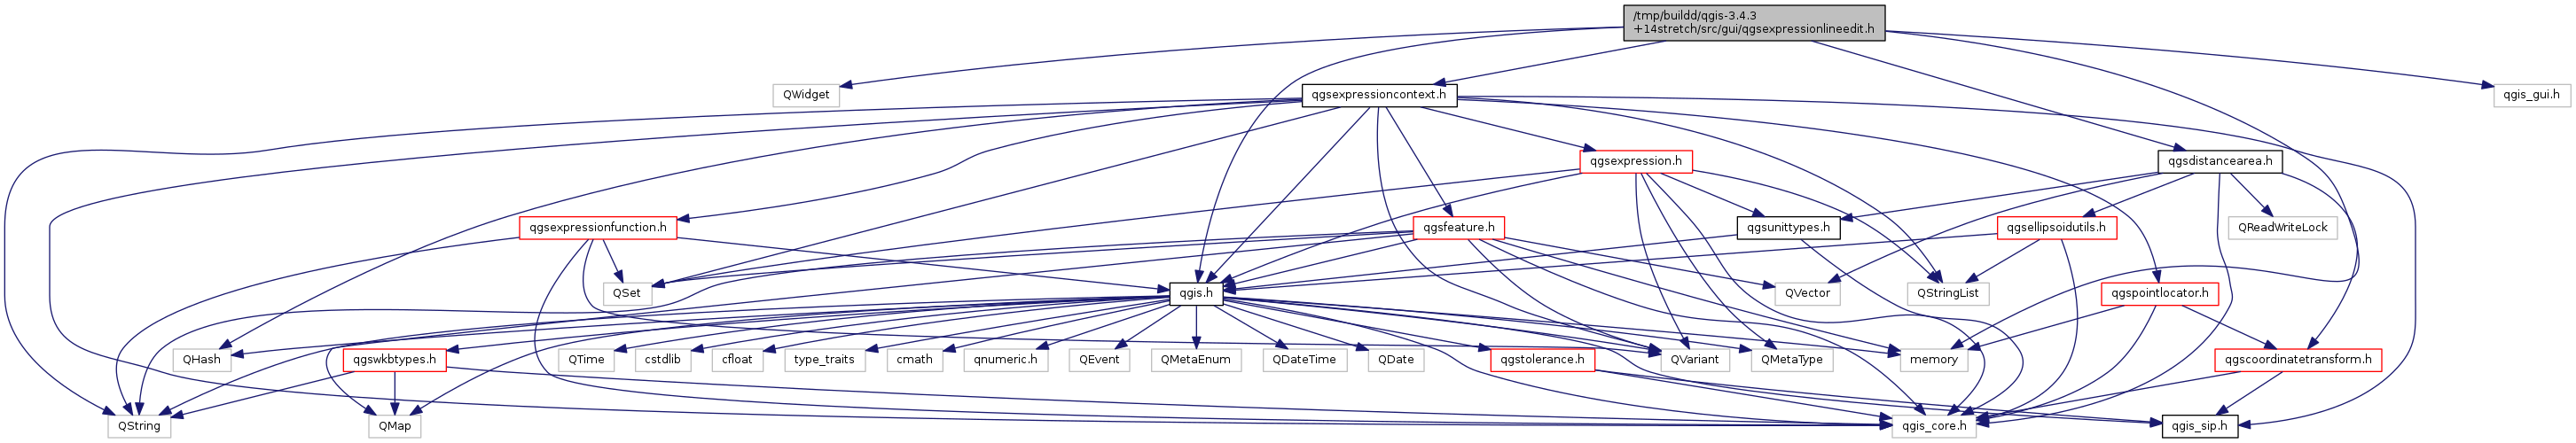 /tmp/buildd/qgis-3.4.3
+14stretch/src/gui/qgsexpressionlineedit.h
QWidget
qgsexpressioncontext.h
qgis_gui.h
qgsexpression.h
qgsdistancearea.h
qgsexpressionfunction.h
qgsfeature.h
qgsunittypes.h
qgsellipsoidutils.h
QReadWriteLock
QSet
qgis.h
QVector
QStringList
qgspointlocator.h
QHash
qgswkbtypes.h
QTime
cstdlib
cfloat
type_traits
cmath
qnumeric.h
QEvent
QMetaEnum
QDateTime
QDate
qgstolerance.h
QVariant
QMetaType
memory
qgscoordinatetransform.h
QString
QMap
qgis_core.h
qgis_sip.h